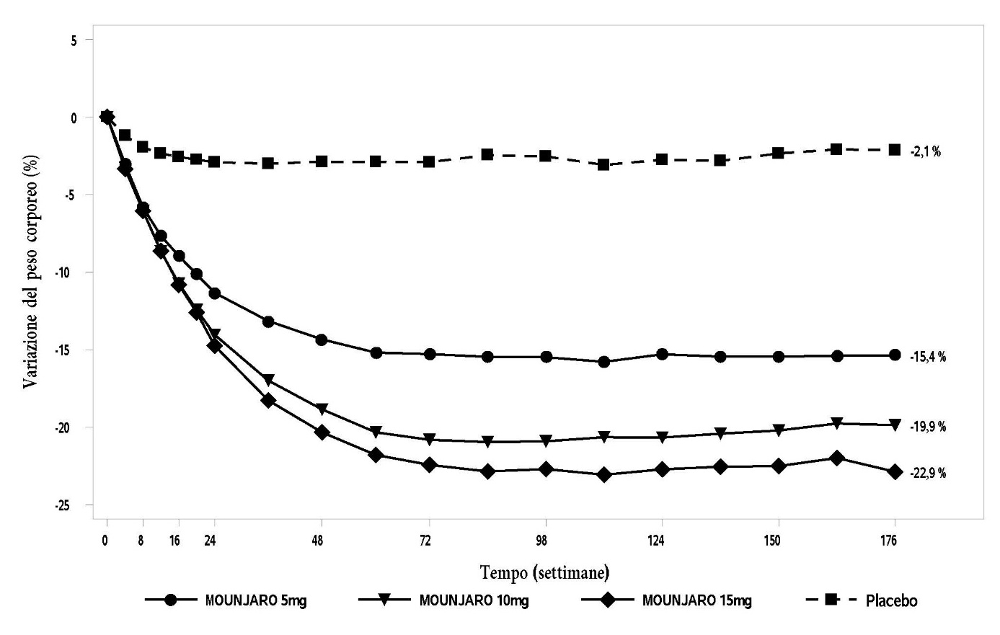 Variazione del peso corporeo (%)
5
0
-5
-10
-15
-20
-25
-2,1 %
-15,4 %
-19,9 %
-22,9 %
0 8 16 24 48 72 98 124 150 176
Tempo (settimane)
MOUNJARO 5mg MOUNJARO 10mg MOUNJARO 15mg Placebo